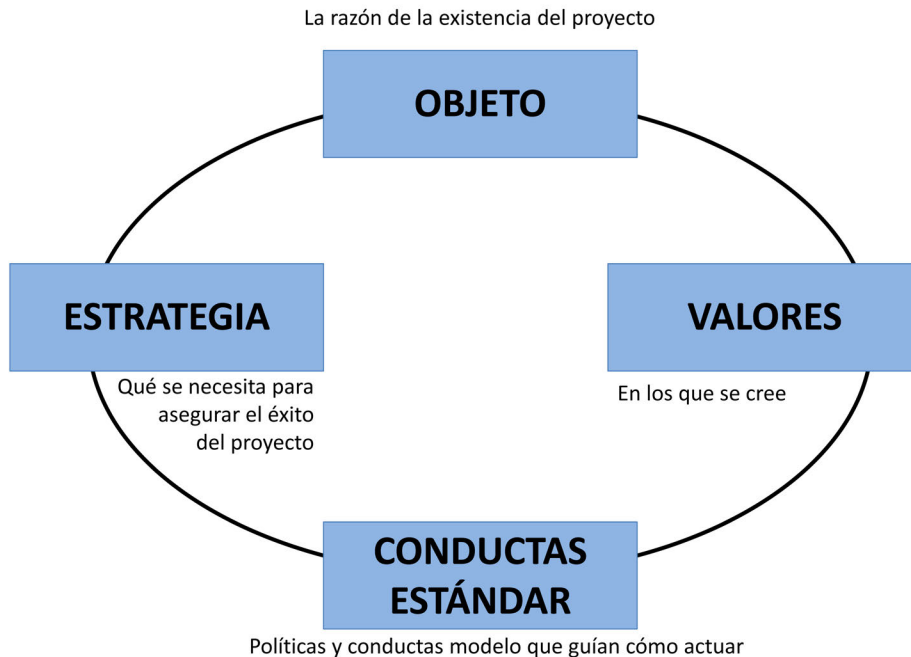 La razón de la existencia del proyecto
OBJETO
ESTRATEGIA
VALORES
Qué se necesita para
asegurar el éxito
del proyecto
En los que se cree
CONDUCTAS
ESTÁNDAR
Políticas y conductas modelo que guían cómo actuar